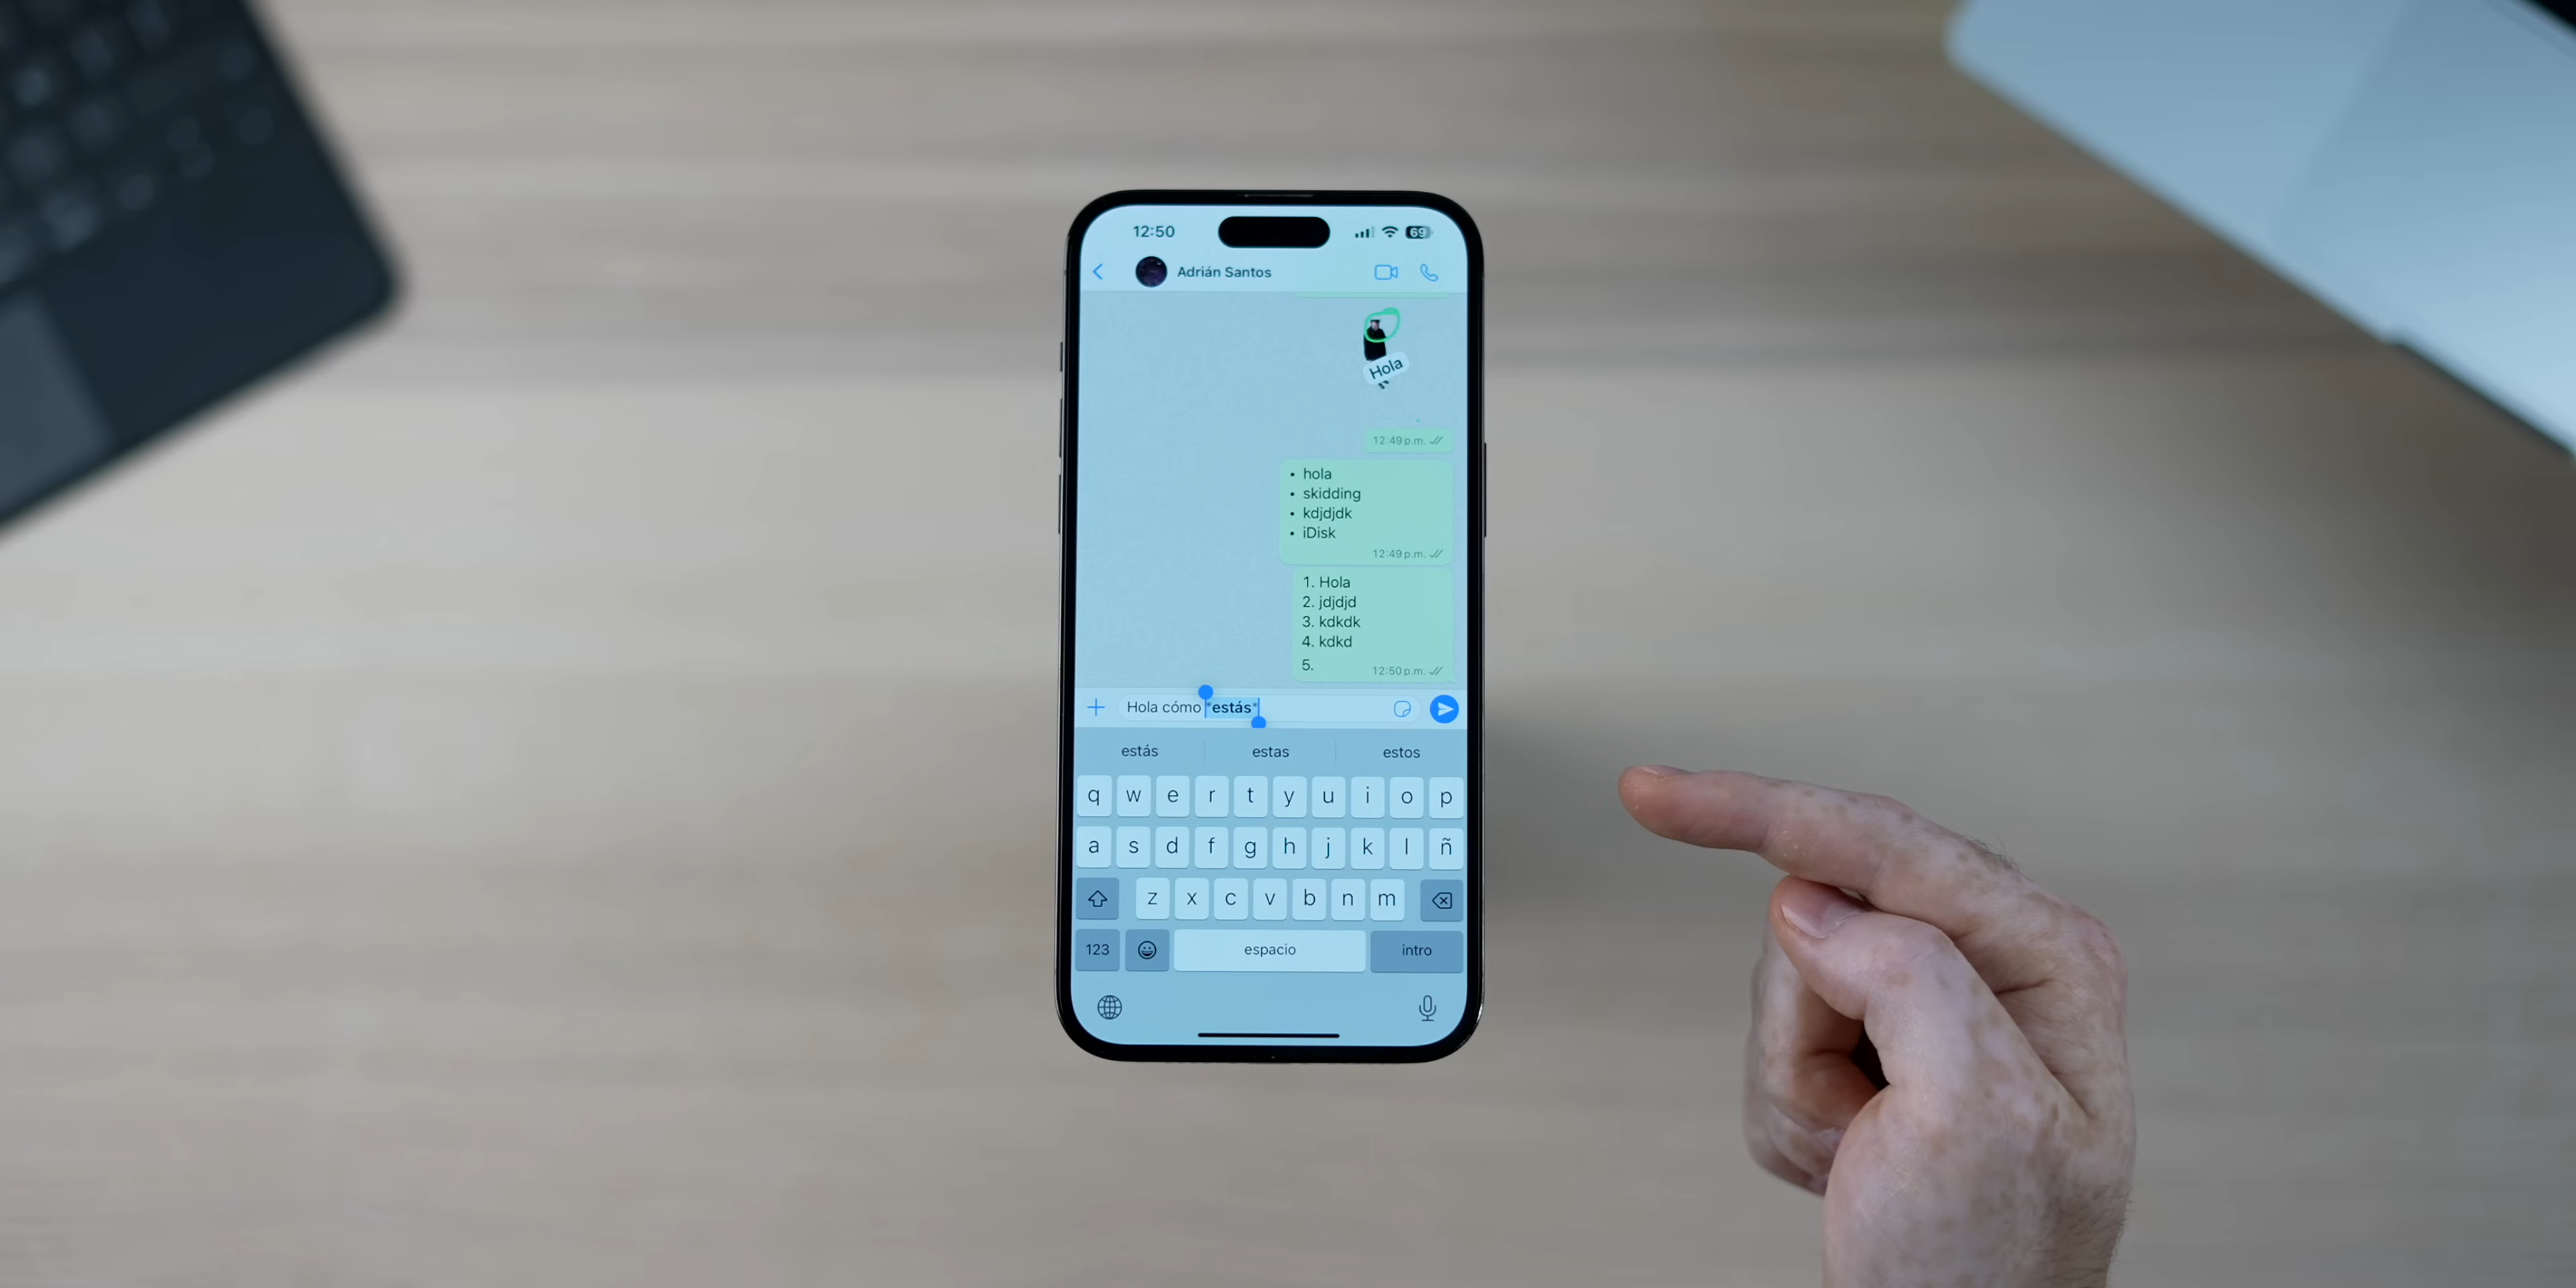 12:50
69
Adrián Santos
Hola
12:49 p.m.
• hola
• skidding
• kdjdjdk
• iDisk
12:49 p.m.
1. Hola
2. jdjdjd
3. kdkdk
4. kdkd
5.
12:50 p.m.
Hola cómo *estás*
estás estas estos
q w e r t y u i o p
a s d f g h j k l ñ
z x c v b n m
123 espacio intro